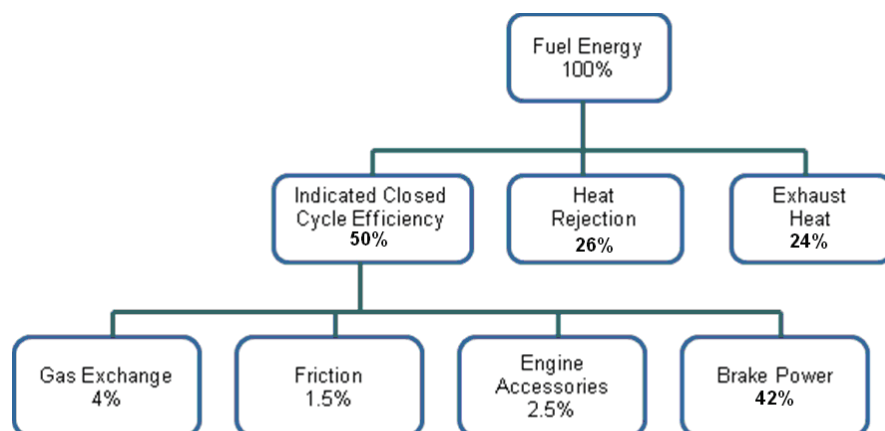 Fuel Energy
100%
Indicated Closed
Cycle Efficiency
50%
Heat
Rejection
26%
Exhaust
Heat
24%
Gas Exchange
4%
Friction
1.5%
Engine
Accessories
2.5%
Brake Power
42%